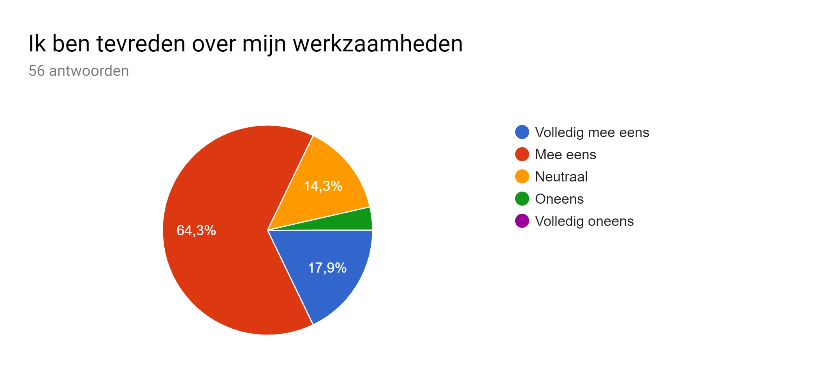 Ik ben tevreden over mijn werkzaamheden
56 antwoorden
Volledig mee eens
Mee eens
Neutraal
Oneens
Volledig oneens
14,3%
64,3%
17,9%